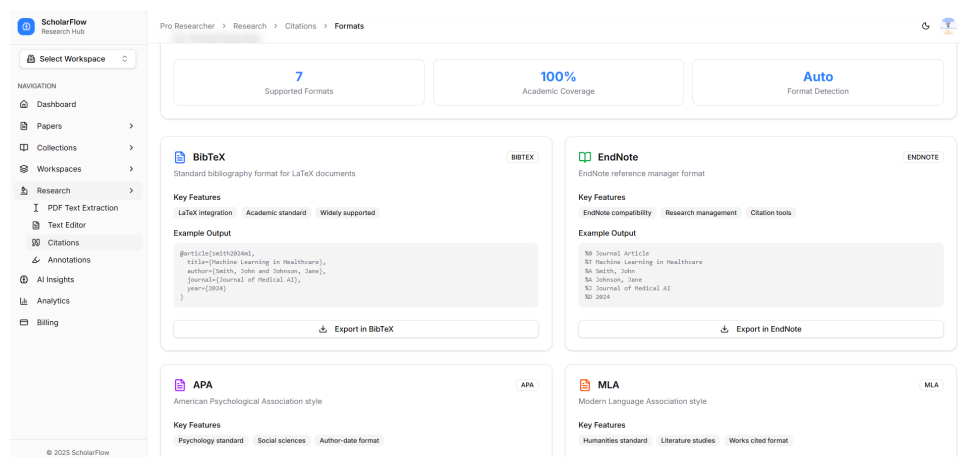 ScholarFlow
Research Hub
Select Workspace
NAVIGATION
Dashboard
Papers
Collections
Workspaces
Research
PDF Text Extraction
Text Editor
Citations
Annotations
AI Insights
Analytics
Billing
© 2025 ScholarFlow
Pro Researcher > Research > Citations > Formats
7
Supported Formats
100%
Academic Coverage
Auto
Format Detection
BibTeX
BIBTEX
Standard bibliography format for LaTeX documents
Key Features
LaTeX integration Academic standard Widely supported
Example Output
@article{smith2024ml,
title={Machine Learning in Healthcare},
author={Smith, John and Johnson, Jane},
journal={Journal of Medical AI},
year={2024}
}
Export in BibTeX
EndNote
ENDNOTE
EndNote reference manager format
Key Features
EndNote compatibility Research management Citation tools
Example Output
%0 Journal Article
%T Machine Learning in Healthcare
%A Smith, John
%A Johnson, Jane
%J Journal of Medical AI
%D 2024
Export in EndNote
APA
APA
American Psychological Association style
Key Features
Psychology standard Social sciences Author-date format
MLA
MLA
Modern Language Association style
Key Features
Humanities standard Literature studies Works cited format